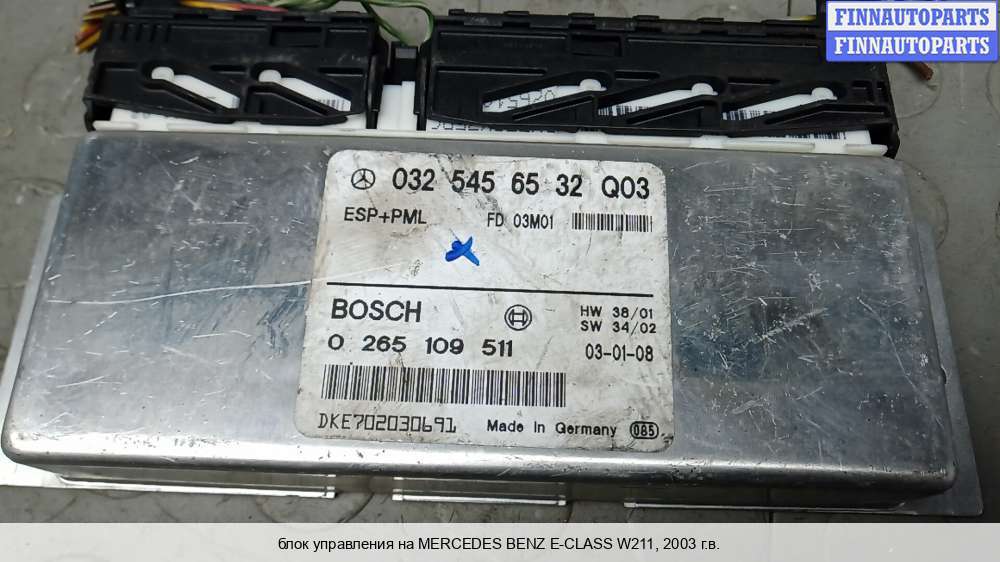 FINNAUTOPARTS
FINNAUTOPARTS
032 545 65 32 Q03
ESP+PML FD 03M01
BOSCH
HW 38/01
SW 34/02
0 265 109 511 03-01-08
DKE702030691 Made in Germany 085
блок управления на MERCEDES BENZ E-CLASS W211, 2003 г.в.